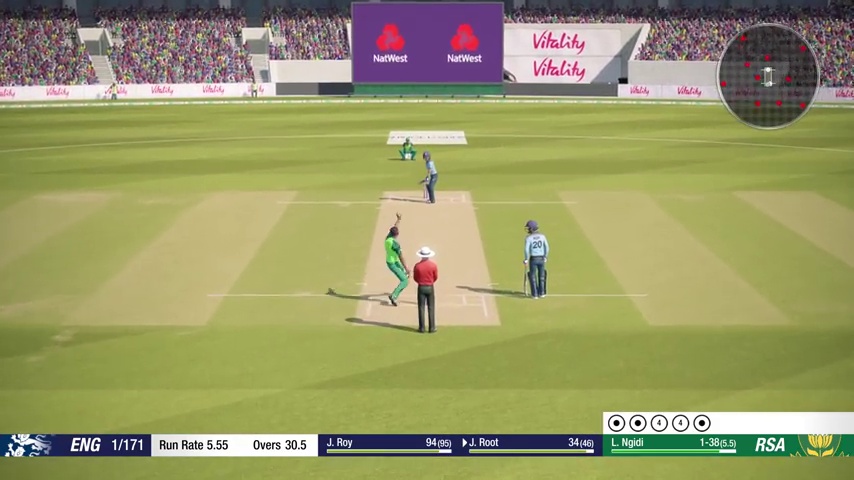 NatWest NatWest
Vitality
Vitality
Vitality Vitality Vitality Vitality Vitality
20
4 4
ENG 1/171 Run Rate 5.55 Overs 30.5 J. Roy 94(95) J. Root 34(46) L. Ngidi 1-38(5.5) RSA